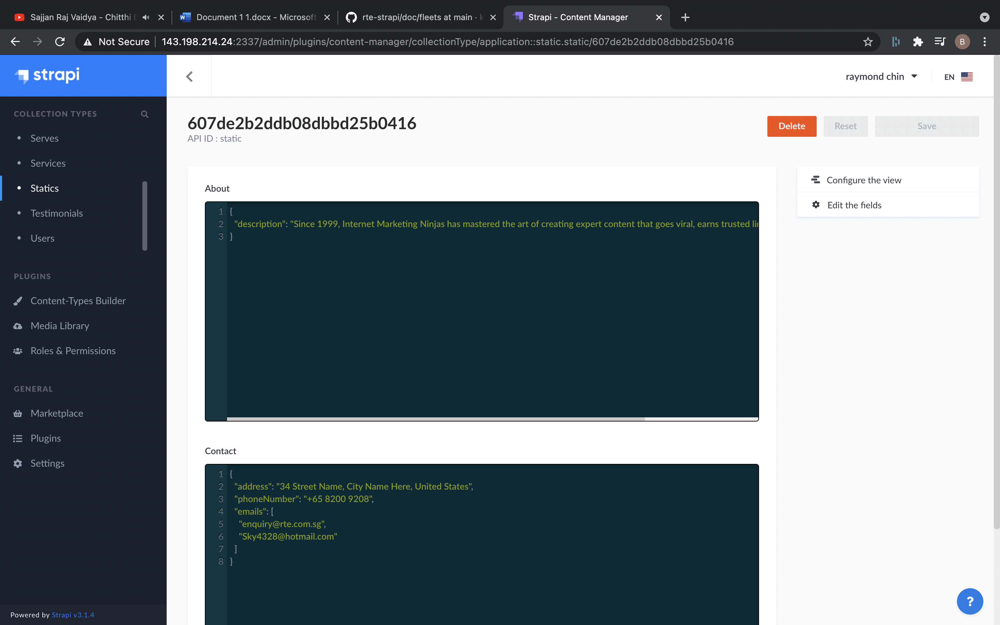 Sajjan Raj Vaidya - Chitthi
Document 1 1.docx - Microsoft
rte-strapi/doc/fleets at main ·
Strapi - Content Manager
Not Secure
143.198.214.24:2337/admin/plugins/content-manager/collectionType/application::static.static/607de2b2ddb08dbbd25b0416
B
strapi
raymond chin
EN
COLLECTION TYPES
Serves
Services
Statics
Testimonials
Users
PLUGINS
Content-Types Builder
Media Library
Roles & Permissions
GENERAL
Marketplace
Plugins
Settings
Powered by Strapi v3.1.4
607de2b2ddb08dbbd25b0416
API ID : static
Delete
Reset
Save
Configure the view
Edit the fields
About
1 {
2 "description": "Since 1999, Internet Marketing Ninjas has mastered the art of creating expert content that goes viral, earns trusted
3 }
Contact
1 {
2 "address": "34 Street Name, City Name Here, United States",
3 "phoneNumber": "+65 8200 9208",
4 "emails": [
5 "enquiry@rte.com.sg",
6 "Sky4328@hotmail.com"
7 ]
8 }
?